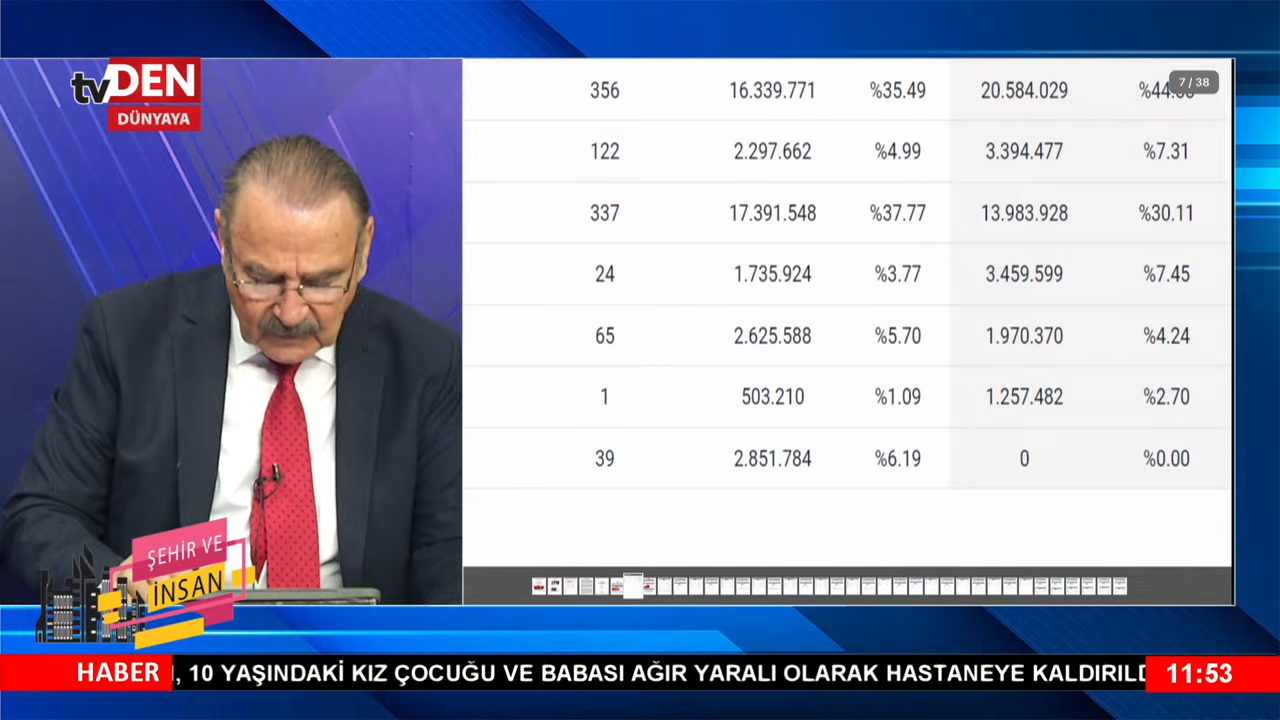 tvDEN
DÜNYAYA
7 / 38
356 16.339.771 %35.49 20.584.029
122 2.297.662 %4.99 3.394.477 %7.31
337 17.391.548 %37.77 13.983.928 %30.11
24 1.735.924 %3.77 3.459.599 %7.45
65 2.625.588 %5.70 1.970.370 %4.24
1 503.210 %1.09 1.257.482 %2.70
39 2.851.784 %6.19 0 %0.00
ŞEHİR VE
İNSAN
HABER , 10 YAŞINDAKİ KIZ ÇOCUĞU VE BABASI AĞIR YARALI OLARAK HASTANEYE KALDIRILD 11:53